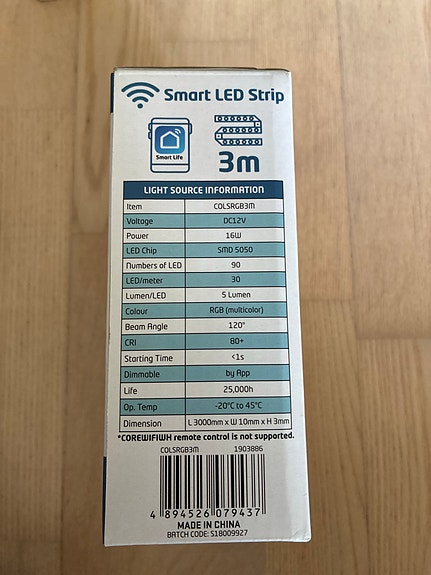 Smart LED Strip
Smart Life
3m
LIGHT SOURCE INFORMATION
Item COLSRGB3M
Voltage DC12V
Power 16W
LED Chip SMD 5050
Numbers of LED 90
LED/meter 30
Lumen/LED 5 Lumen
Colour RGB (multicolor)
Beam Angle 120°
CRI 80+
Starting Time <1s
Dimmable by App
Life 25,000h
Op. Temp -20°C to 45°C
Dimension L 3000mm x W 10mm x H 3mm
*COREWIFIWH remote control is not supported.
COLSRGB3M 1903886
4 894526 079437
MADE IN CHINA
BATCH CODE: S18009927